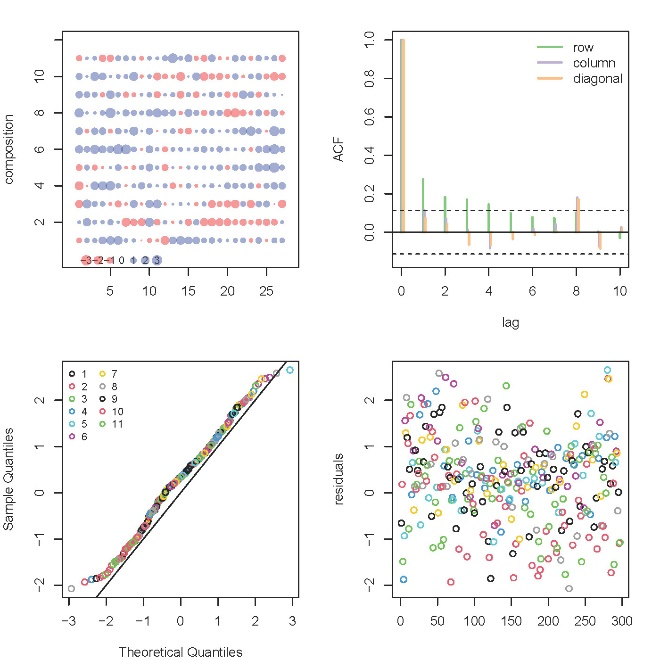 composition
10
8
6
4
2
−3 −2 −1 0 1 2 3
5 10 15 20 25
ACF
1.0
0.8
0.6
0.4
0.2
0.0
row
column
diagonal
0 2 4 6 8 10
lag
Sample Quantiles
2
1
0
−1
−2
1 7
2 8
3 9
4 10
5 11
6
−3 −2 −1 0 1 2 3
Theoretical Quantiles
residuals
2
1
0
−1
−2
0 50 100 150 200 250 300